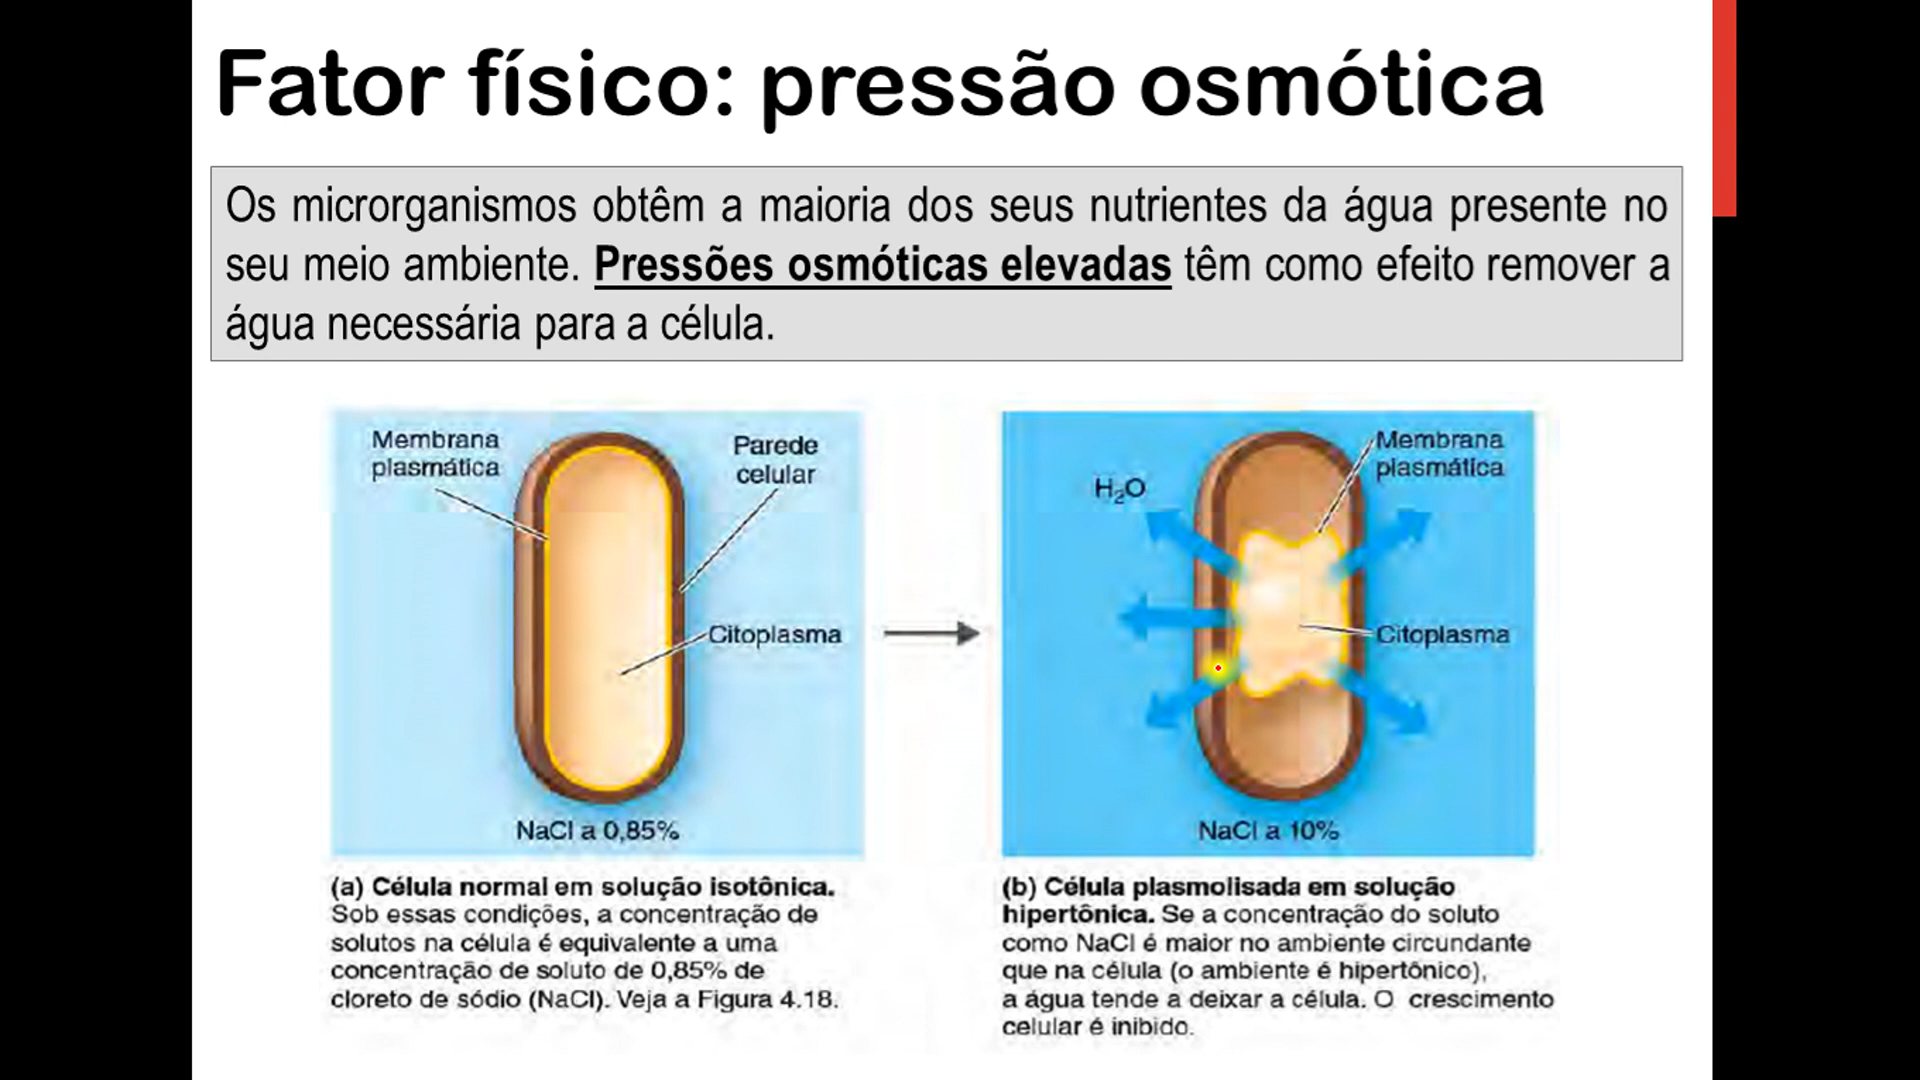 Fator físico: pressão osmótica
Os microrganismos obtêm a maioria dos seus nutrientes da água presente no
seu meio ambiente. Pressões osmóticas elevadas têm como efeito remover a
água necessária para a célula.
Membrana
plasmática
Parede
celular
Citoplasma
NaCl a 0,85%
H₂O
Membrana
plasmática
Citoplasma
NaCl a 10%
(a) Célula normal em solução isotônica.
Sob essas condições, a concentração de
solutos na célula é equivalente a uma
concentração de soluto de 0,85% de
cloreto de sódio (NaCl). Veja a Figura 4.18.
(b) Célula plasmolisada em solução
hipertônica. Se a concentração do soluto
como NaCl é maior no ambiente circundante
que na célula (o ambiente é hipertônico),
a água tende a deixar a célula. O crescimento
celular é inibido.